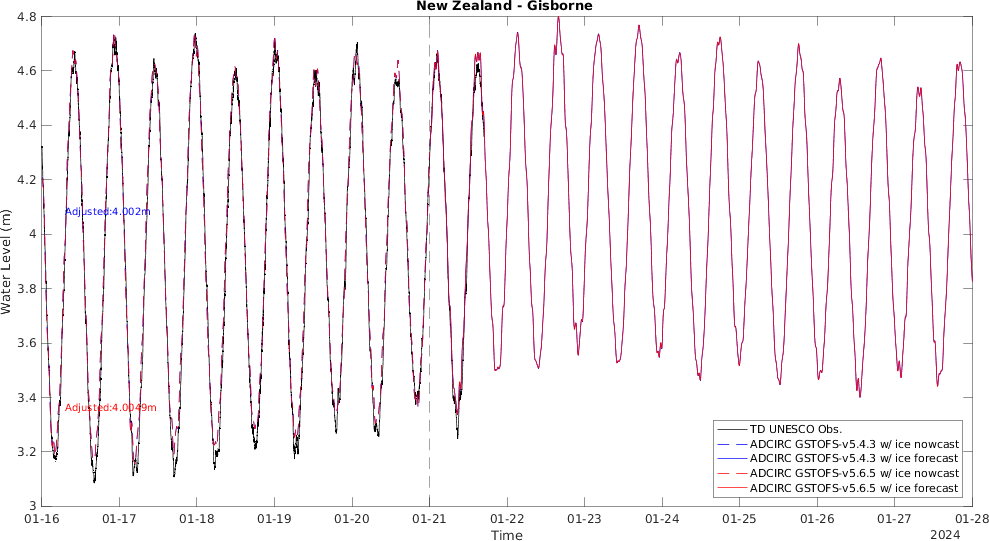 New Zealand - Gisborne
4.8
4.6
4.4
4.2
4
3.8
3.6
3.4
3.2
3
Water Level (m)
Adjusted:4.002m
Adjusted:4.0049m
TD UNESCO Obs.
ADCIRC GSTOFS-v5.4.3 w/ ice nowcast
ADCIRC GSTOFS-v5.4.3 w/ ice forecast
ADCIRC GSTOFS-v5.6.5 w/ ice nowcast
ADCIRC GSTOFS-v5.6.5 w/ ice forecast
01-16 01-17 01-18 01-19 01-20 01-21 01-22 01-23 01-24 01-25 01-26 01-27 01-28
Time
2024